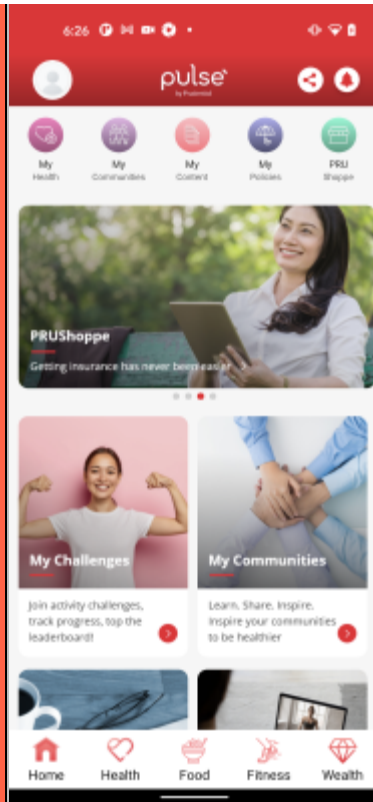 6:26
pulse
by Prudential
My
Health
My
Communities
My
Content
My
Policies
PRU
Shoppe
PRUShoppe
Getting insurance has never been easier >
My Challenges
Join activity challenges,
track progress, top the
leaderboard!
My Communities
Learn. Share. Inspire.
Inspire your communities
to be healthier
Home
Health
Food
Fitness
Wealth